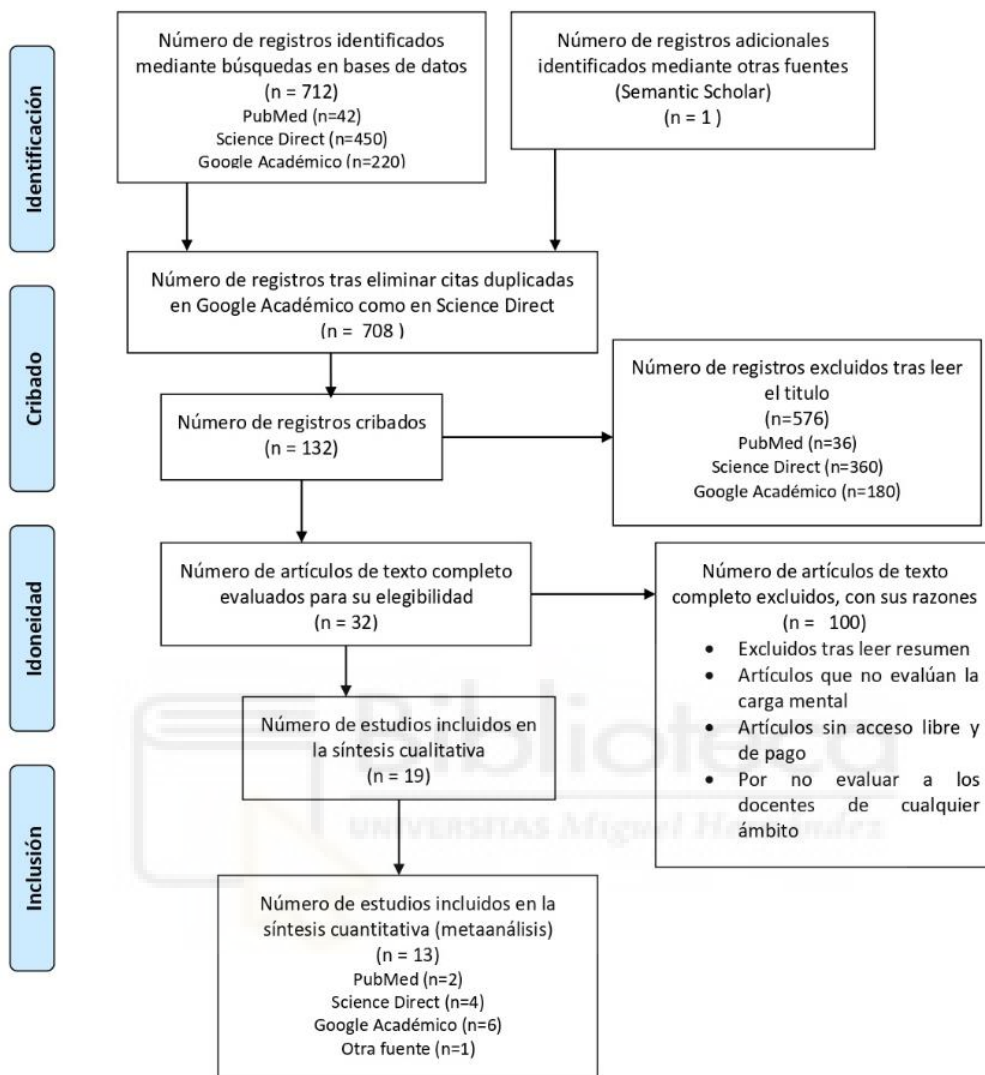 Identificación
Número de registros identificados
mediante búsquedas en bases de datos
(n = 712)
PubMed (n=42)
Science Direct (n=450)
Google Académico (n=220)
Número de registros adicionales
identificados mediante otras fuentes
(Semantic Scholar)
(n = 1 )
Número de registros tras eliminar citas duplicadas
en Google Académico como en Science Direct
(n = 708 )
Cribado
Número de registros cribados
(n = 132)
Número de registros excluidos tras leer
el titulo
(n=576)
PubMed (n=36)
Science Direct (n=360)
Google Académico (n=180)
Idoneidad
Número de artículos de texto completo
evaluados para su elegibilidad
(n = 32)
Número de artículos de texto
completo excluidos, con sus razones
(n = 100)
• Excluidos tras leer resumen
• Artículos que no evalúan la
carga mental
• Artículos sin acceso libre y
de pago
• Por no evaluar a los
docentes de cualquier
ámbito
Número de estudios incluidos en
la síntesis cualitativa
(n = 19)
Biblioteca
UNIVERSITAS Miguel Hernández
Inclusión
Número de estudios incluidos en la
síntesis cuantitativa (metaanálisis)
(n = 13)
PubMed (n=2)
Science Direct (n=4)
Google Académico (n=6)
Otra fuente (n=1)